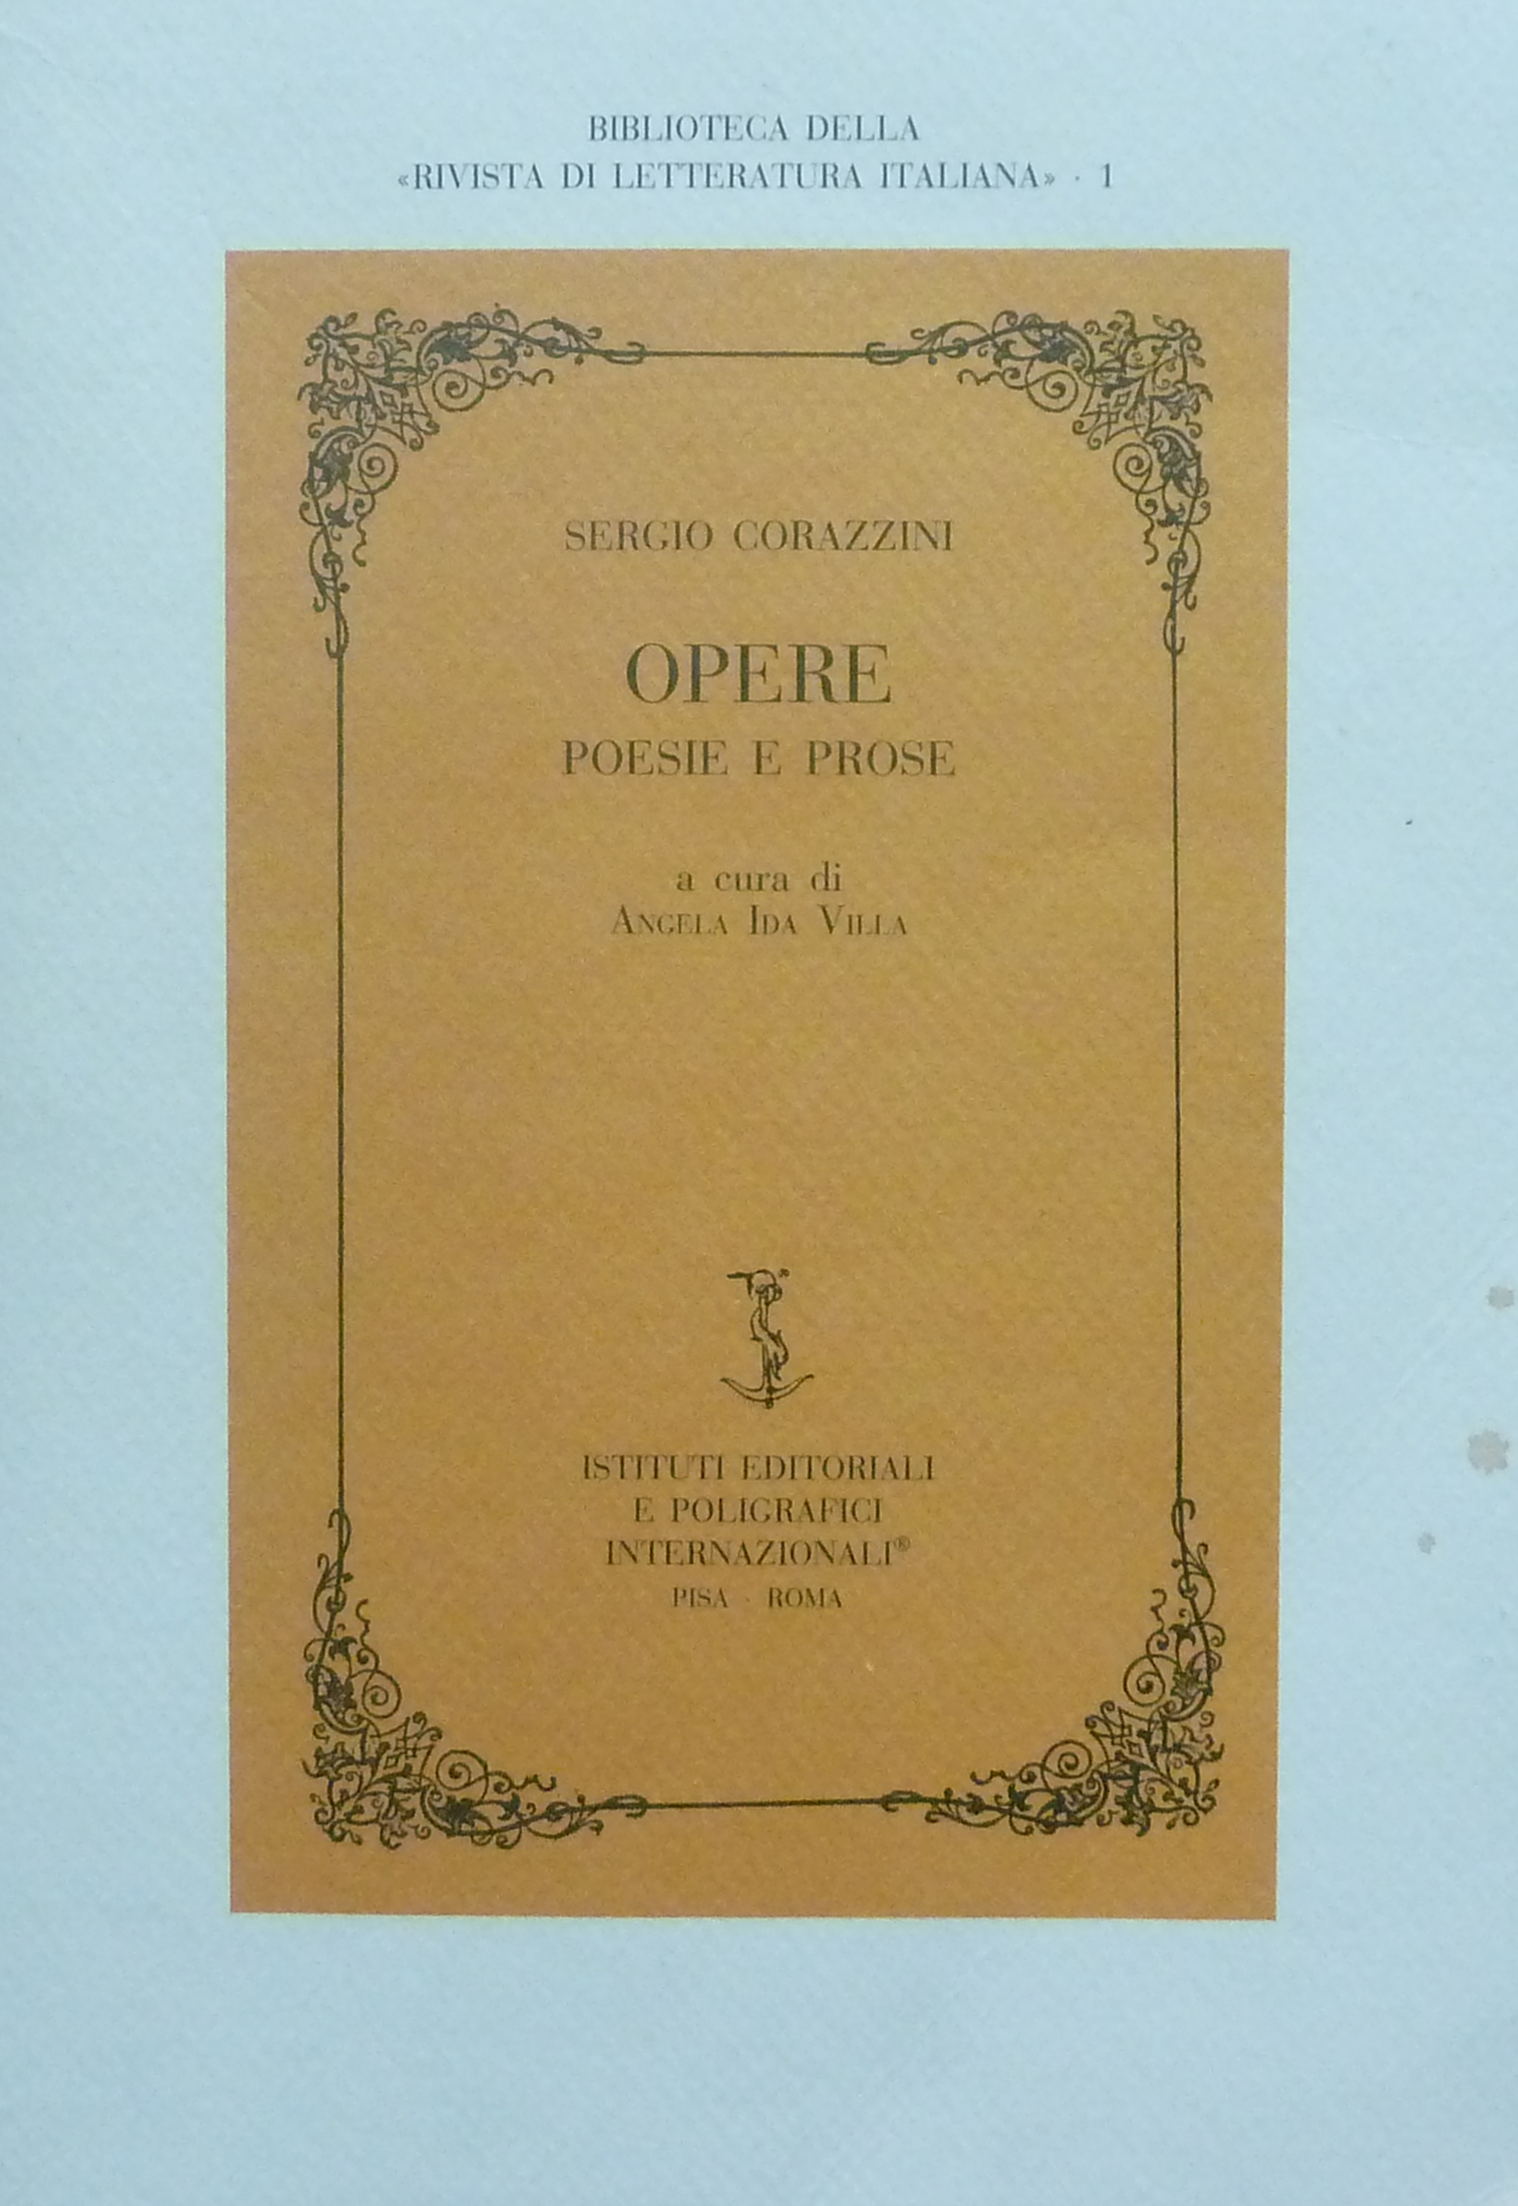 BIBLIOTECA DELLA
«RIVISTA DI LETTERATURA ITALIANA» · 1
SERGIO CORAZZINI
OPERE
POESIE E PROSE
a cura di
ANGELA IDA VILLA
ISTITUTI EDITORIALI
E POLIGRAFICI
INTERNAZIONALI®
PISA · ROMA